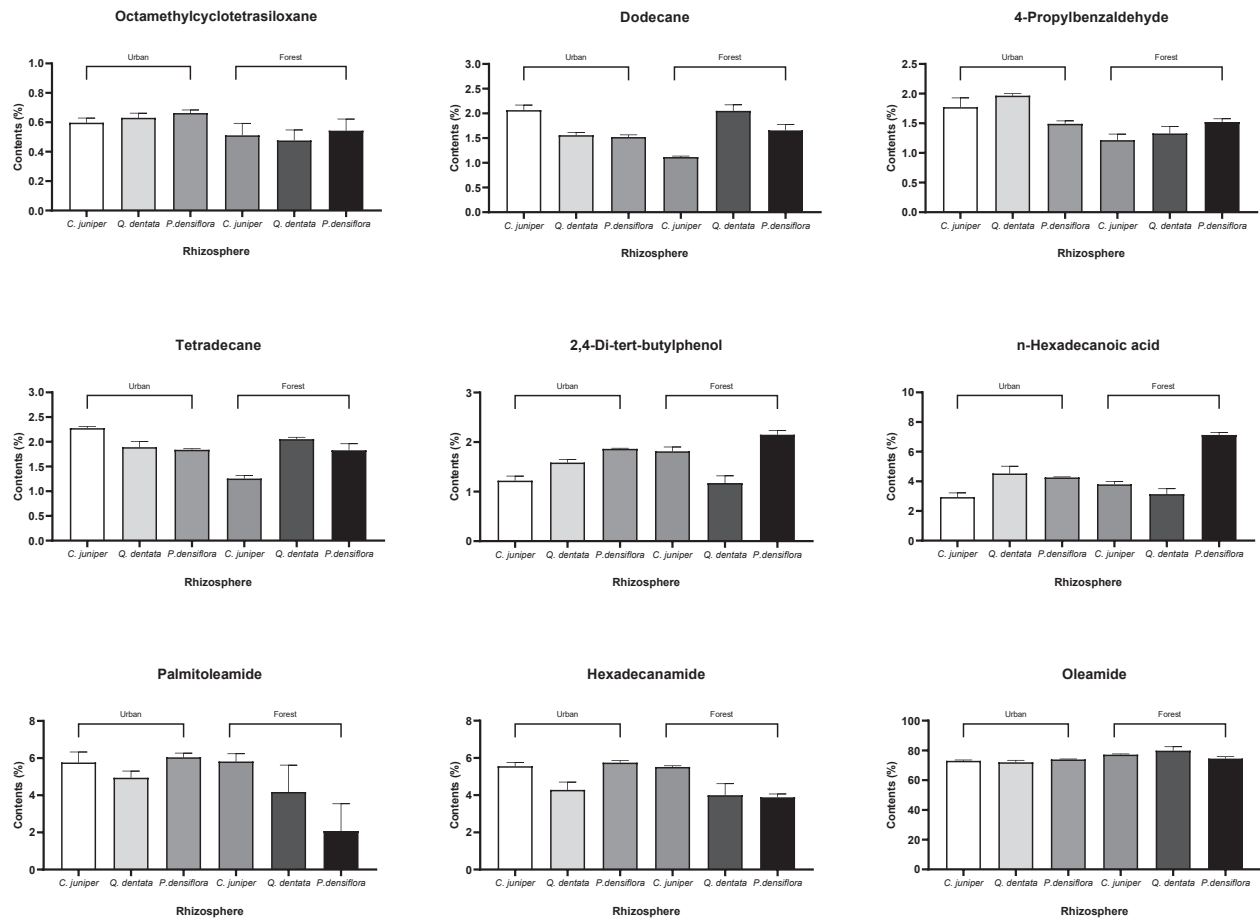 Octamethylcyclotetrasiloxane
Urban
Forest
Contents (%)
1.0
0.8
0.6
0.4
0.2
0.0
C. juniper Q. dentata P.densiflora C. juniper Q. dentata P.densiflora
Rhizosphere
Dodecane
Urban
Forest
Contents (%)
3.0
2.5
2.0
1.5
1.0
0.5
0.0
C. juniper Q. dentata P.densiflora C. juniper Q. dentata P.densiflora
Rhizosphere
4-Propylbenzaldehyde
Urban
Forest
Contents (%)
2.5
2.0
1.5
1.0
0.5
0.0
C. juniper Q. dentata P.densiflora C. juniper Q. dentata P.densiflora
Rhizosphere
Tetradecane
Urban
Forest
Contents (%)
3.0
2.5
2.0
1.5
1.0
0.5
0.0
C. juniper Q. dentata P.densiflora C. juniper Q. dentata P.densiflora
Rhizosphere
2,4-Di-tert-butylphenol
Urban
Forest
Contents (%)
3
2
1
0
C. juniper Q. dentata P.densiflora C. juniper Q. dentata P.densiflora
Rhizosphere
n-Hexadecanoic acid
Urban
Forest
Contents (%)
10
8
6
4
2
0
C. juniper Q. dentata P.densiflora C. juniper Q. dentata P.densiflora
Rhizosphere
Palmitoleamide
Urban
Forest
Contents (%)
8
6
4
2
0
C. juniper Q. dentata P.densiflora C. juniper Q. dentata P.densiflora
Rhizosphere
Hexadecanamide
Urban
Forest
Contents (%)
8
6
4
2
0
C. juniper Q. dentata P.densiflora C. juniper Q. dentata P.densiflora
Rhizosphere
Oleamide
Urban
Forest
Contents (%)
100
80
60
40
20
0
C. juniper Q. dentata P.densiflora C. juniper Q. dentata P.densiflora
Rhizosphere